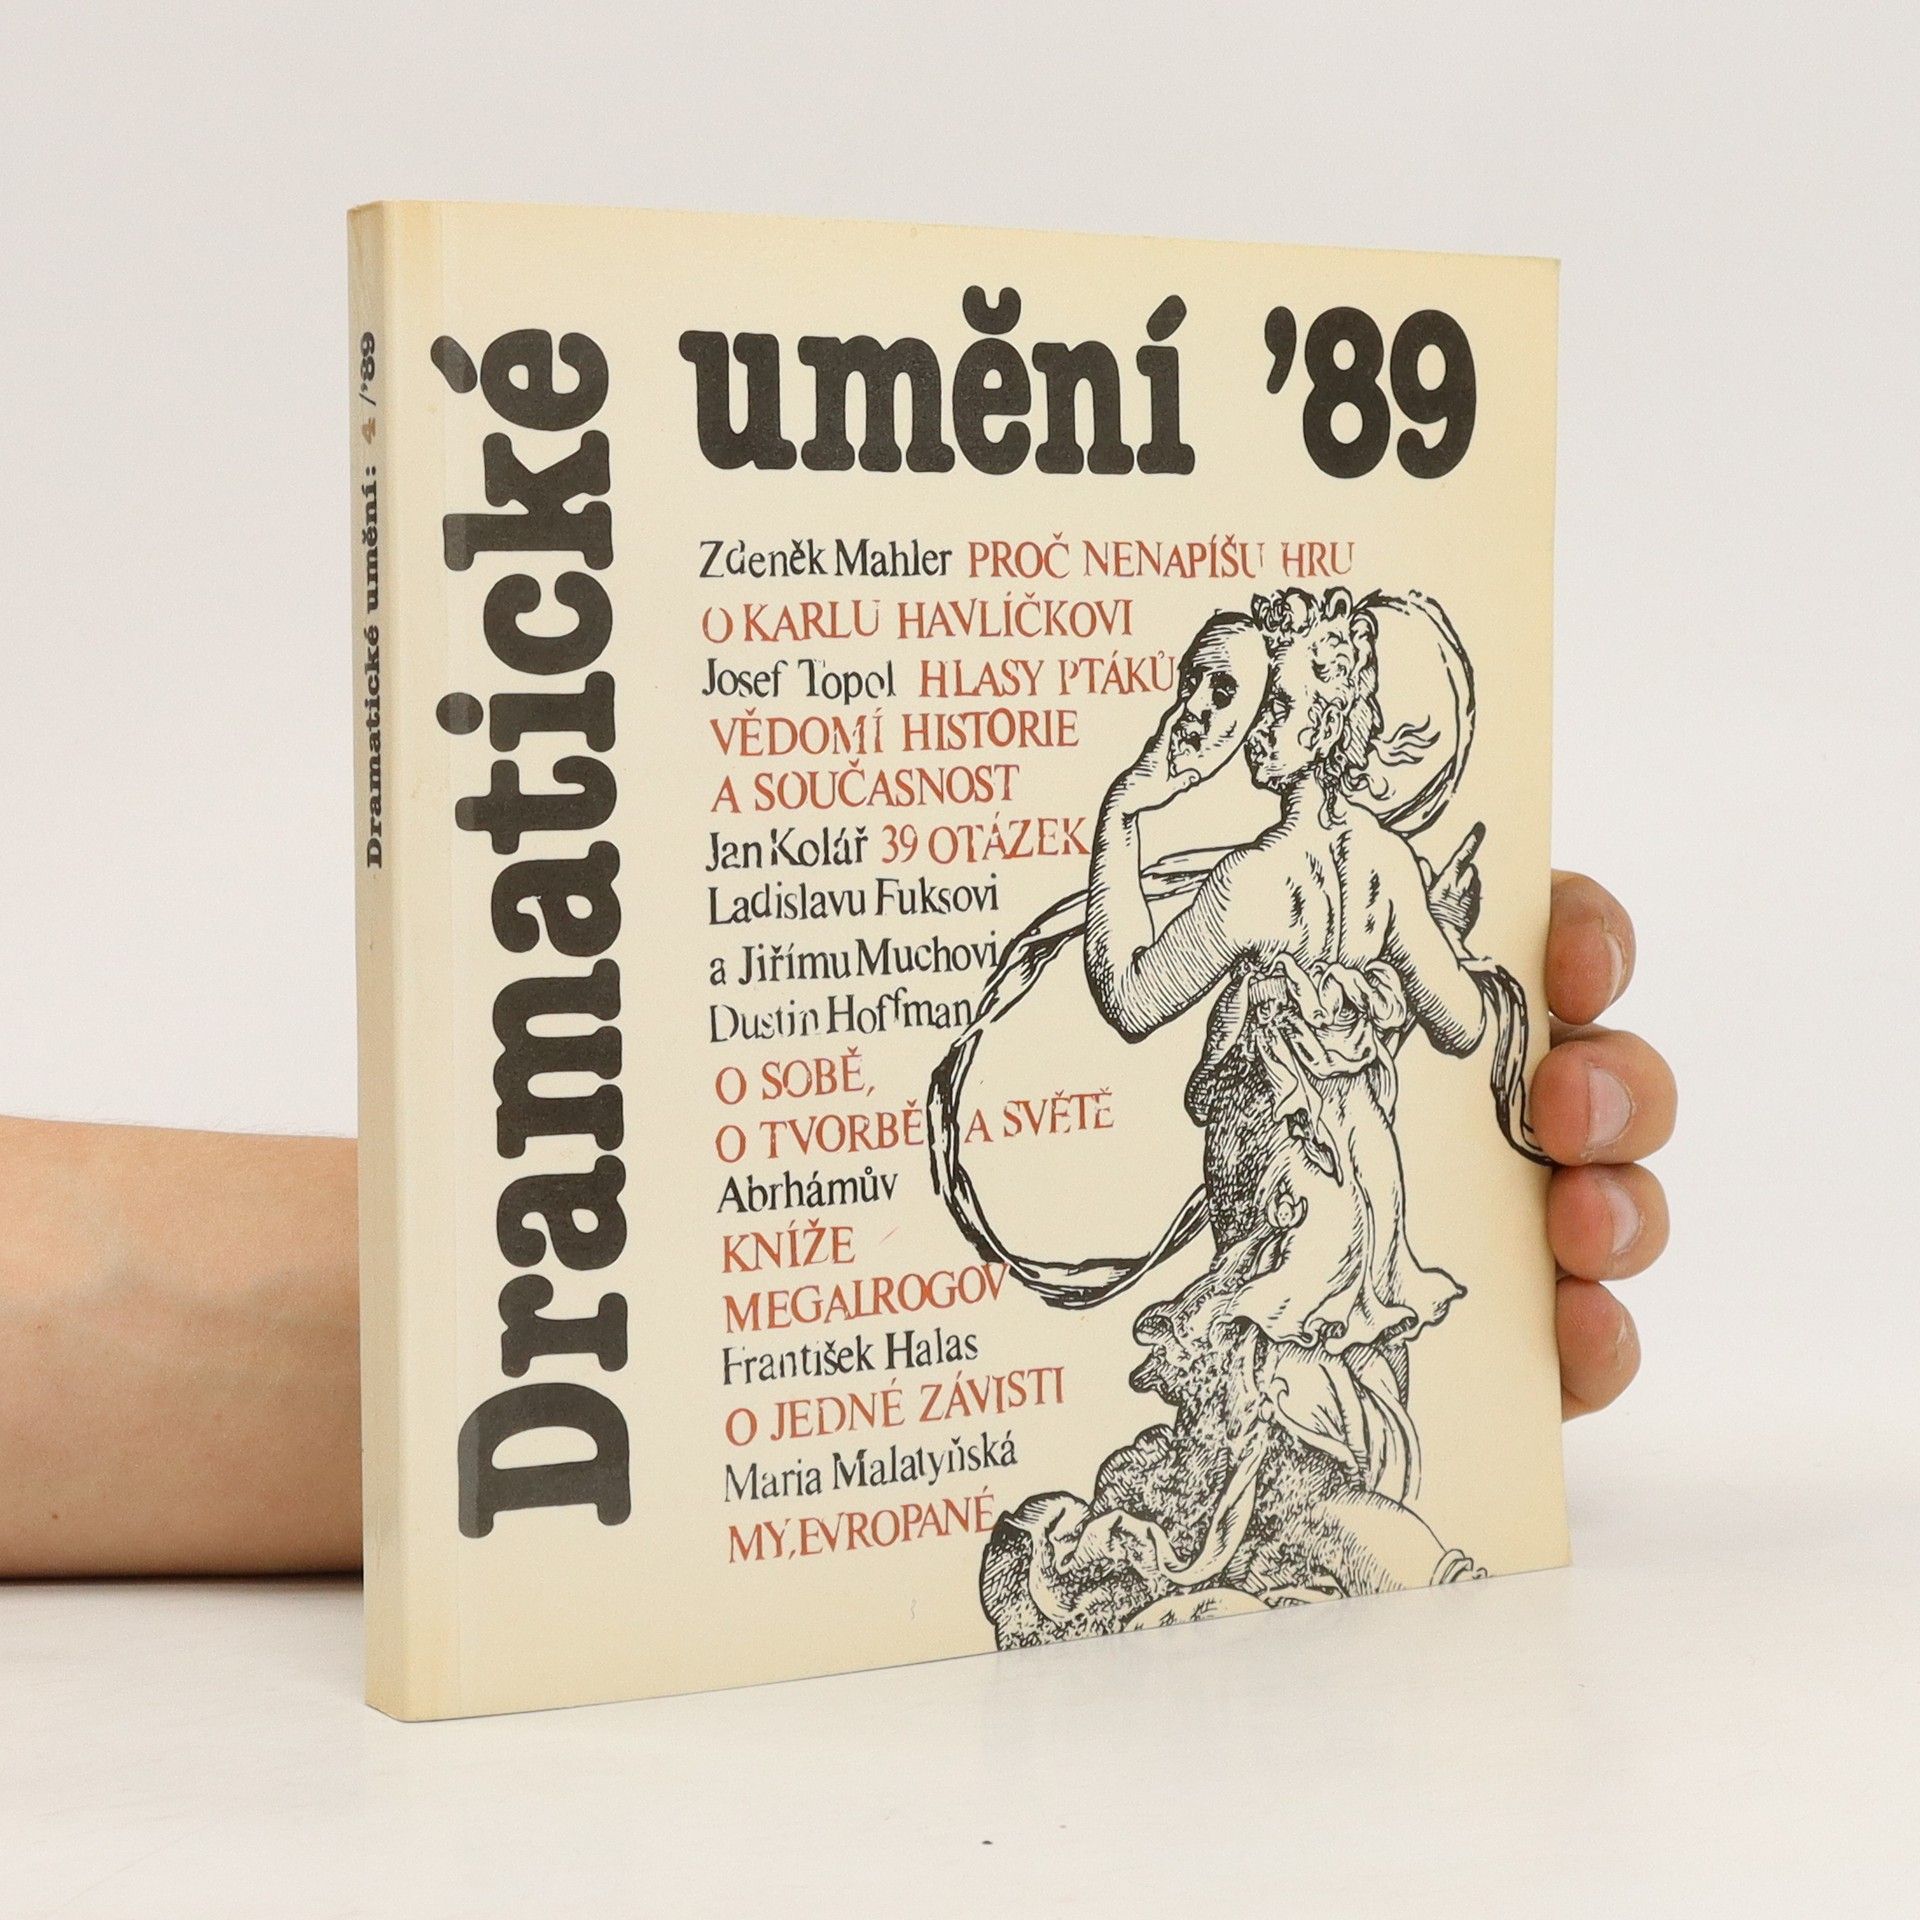 Dramatické umění: 4/'89
Dramatické
umění '89
Zdeněk Mahler PROČ NENAPÍŠU HRU
O KARLU HAVLÍČKOVI
Josef Topol HLASY PTÁKŮ
VĚDOMÍ HISTORIE
A SOUČASNOST
Jan Kolář 39 OTÁZEK
Ladislavu Fuksovi
a Jiřímu Muchovi
Dustin Hoffman
O SOBĚ,
O TVORBĚ A SVĚTĚ
Abrhámův
KNÍŽE
MEGALROGOV
František Halas
O JEDNÉ ZÁVISTI
Maria Malatyňská
MY, EVROPANÉ